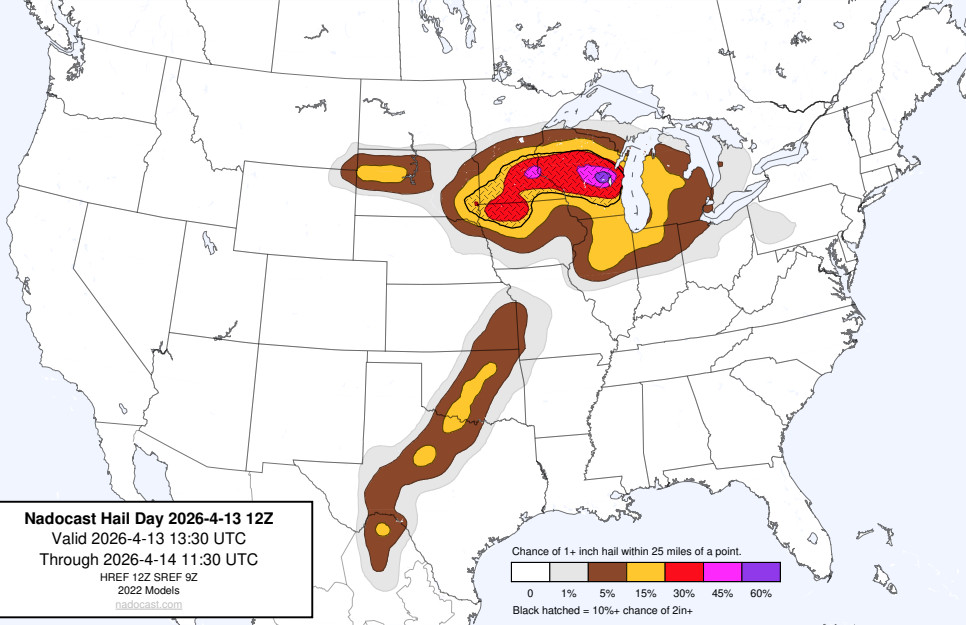 Nadocast Hail Day 2026-4-13 12Z
Valid 2026-4-13 13:30 UTC
Through 2026-4-14 11:30 UTC
HREF 12Z SREF 9Z
2022 Models
nadocast.com
Chance of 1+ inch hail within 25 miles of a point.
0 1% 5% 15% 30% 45% 60%
Black hatched = 10%+ chance of 2in+